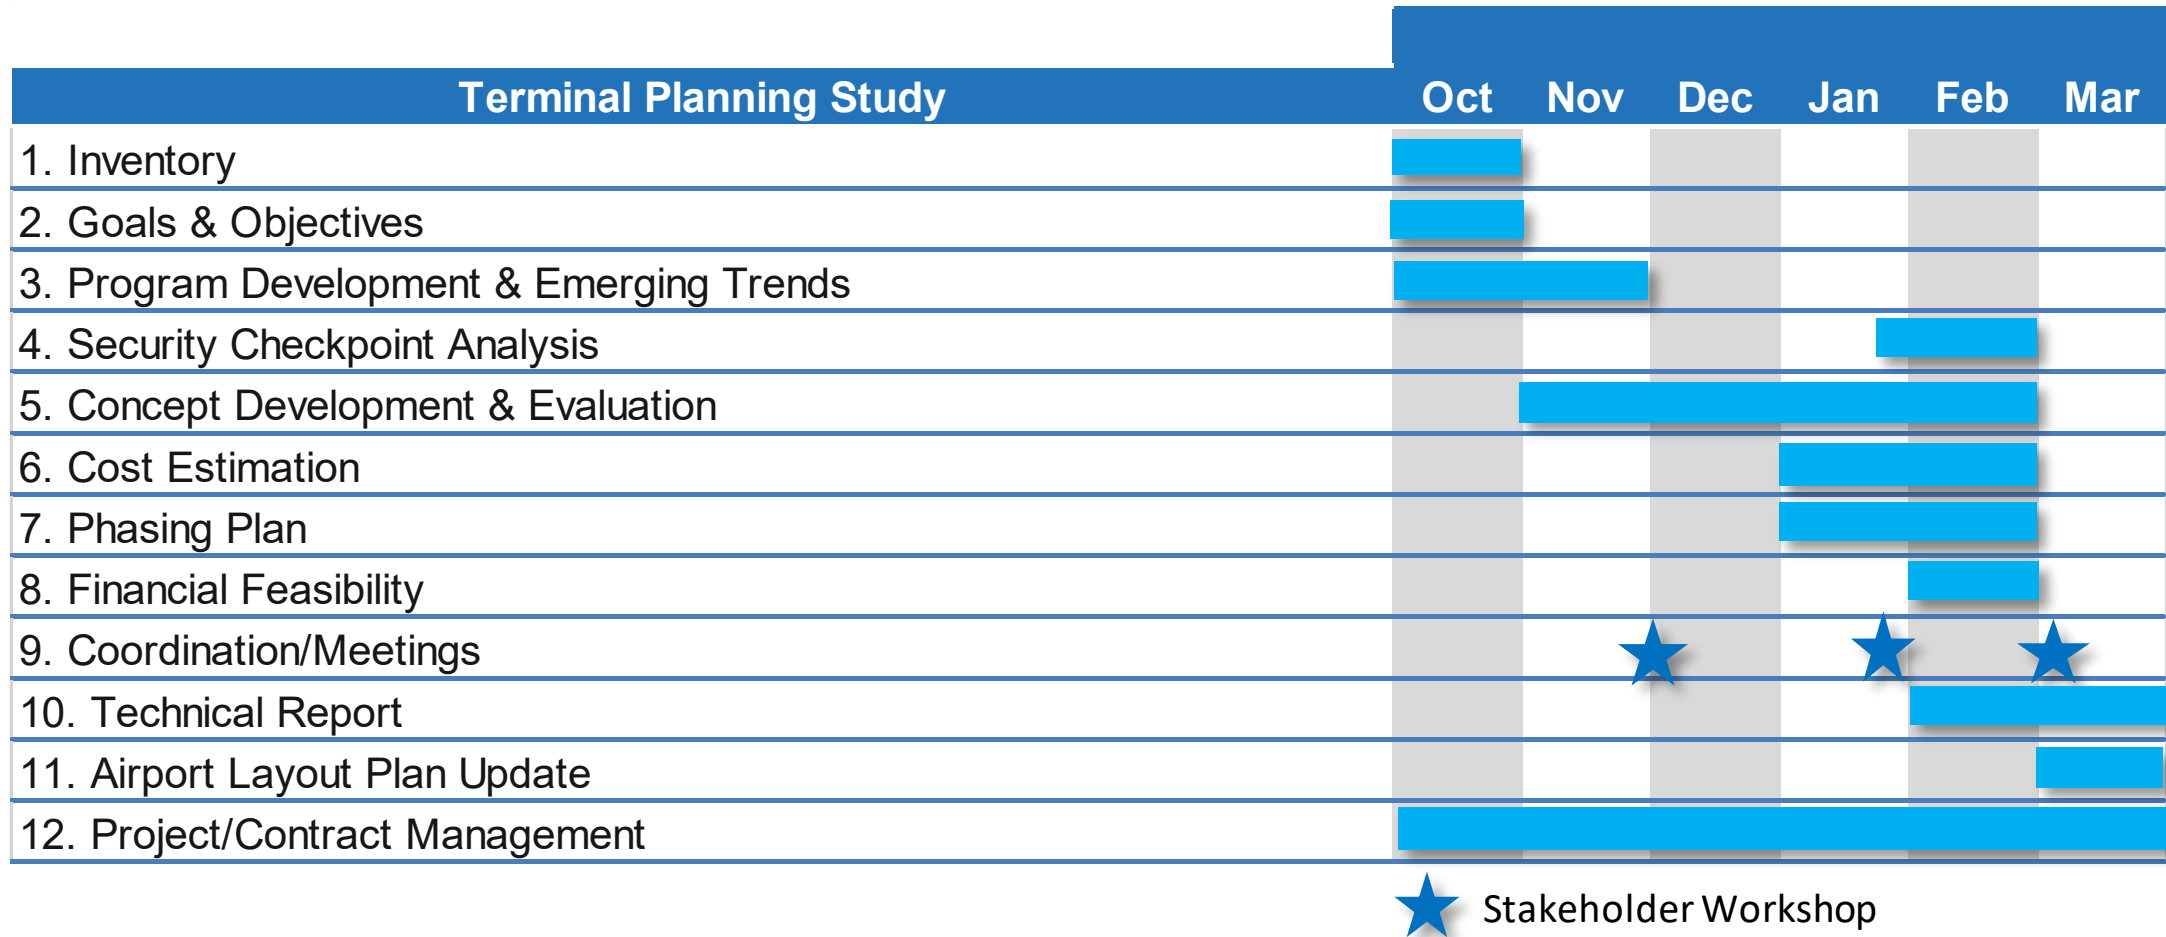 Terminal Planning Study Oct Nov Dec Jan Feb Mar
1. Inventory
2. Goals & Objectives
3. Program Development & Emerging Trends
4. Security Checkpoint Analysis
5. Concept Development & Evaluation
6. Cost Estimation
7. Phasing Plan
8. Financial Feasibility
9. Coordination/Meetings
10. Technical Report
11. Airport Layout Plan Update
12. Project/Contract Management
Stakeholder Workshop